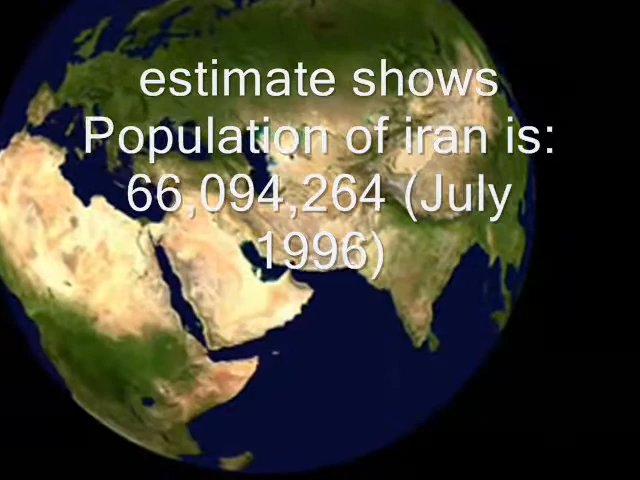 estimate shows
Population of iran is:
66,094,264 (July
1996)